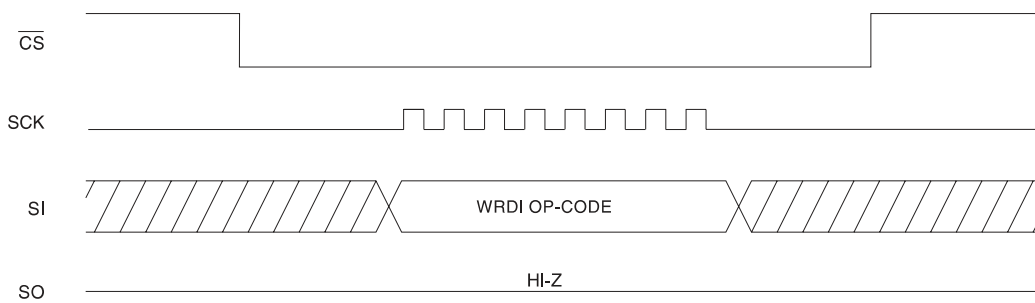 CS
SCK
SI
WRDI OP-CODE
HI-Z
SO